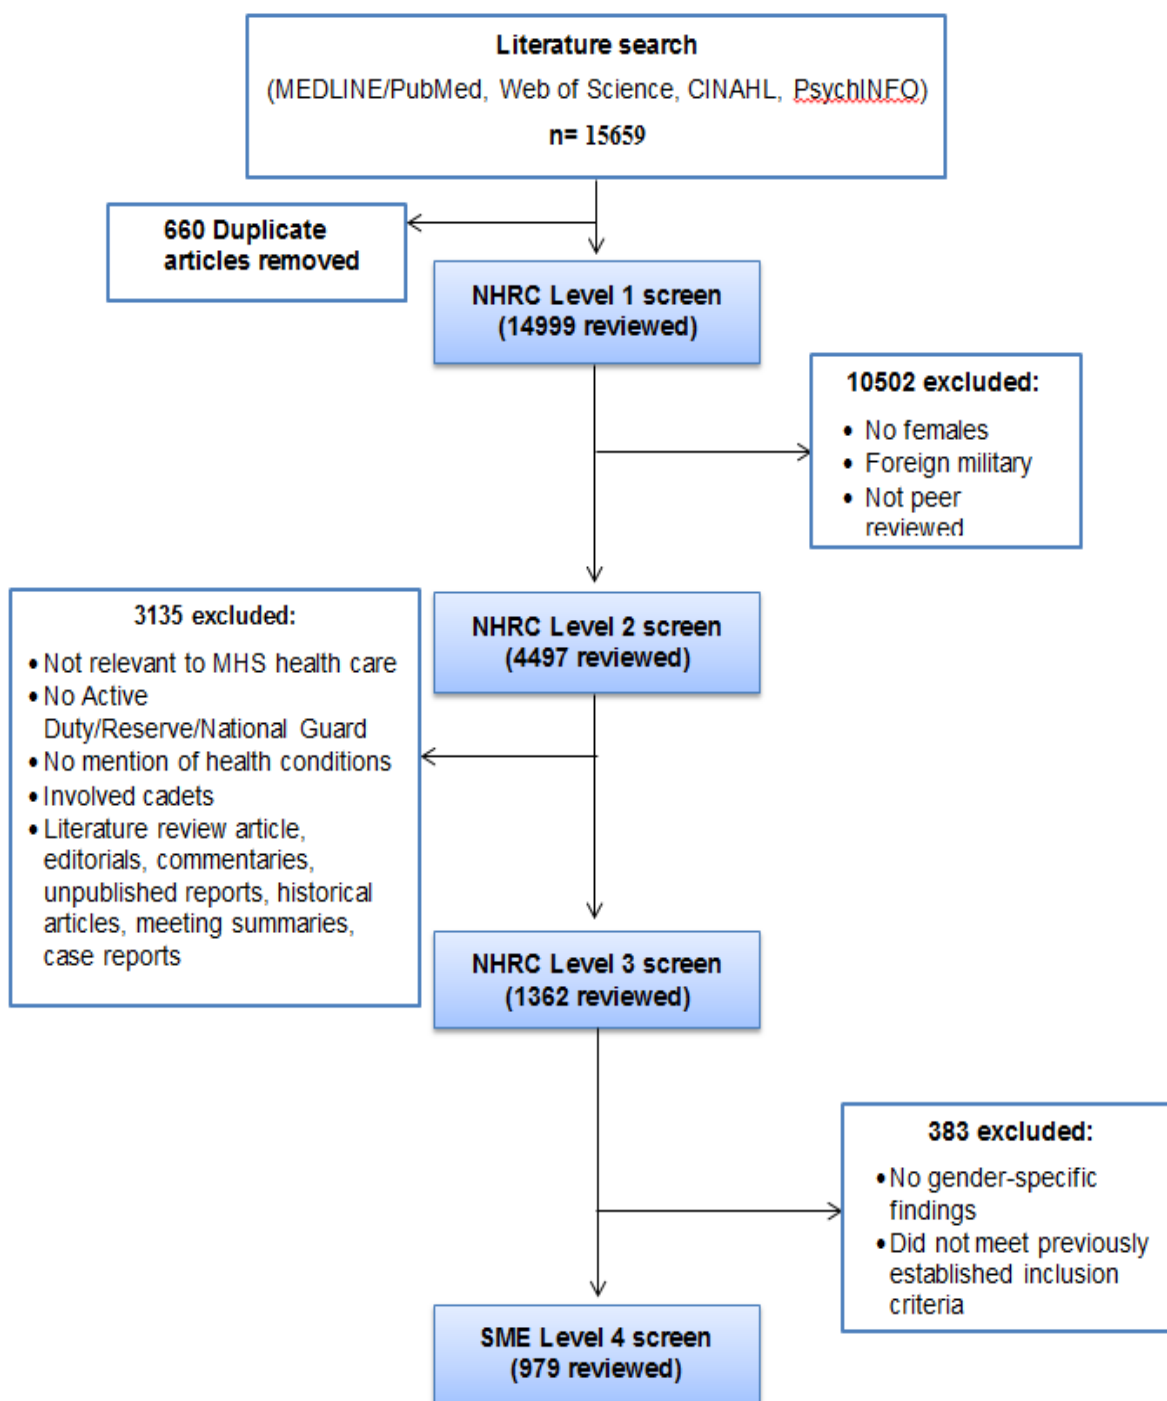 Literature search
(MEDLINE/PubMed, Web of Science, CINAHL, PsychINFO)
n= 15659
660 Duplicate
articles removed
NHRC Level 1 screen
(14999 reviewed)
10502 excluded:
• No females
• Foreign military
• Not peer
reviewed
NHRC Level 2 screen
(4497 reviewed)
3135 excluded:
• Not relevant to MHS health care
• No Active
Duty/Reserve/National Guard
• No mention of health conditions
• Involved cadets
• Literature review article,
editorials, commentaries,
unpublished reports, historical
articles, meeting summaries,
case reports
NHRC Level 3 screen
(1362 reviewed)
383 excluded:
• No gender-specific
findings
• Did not meet previously
established inclusion
criteria
SME Level 4 screen
(979 reviewed)